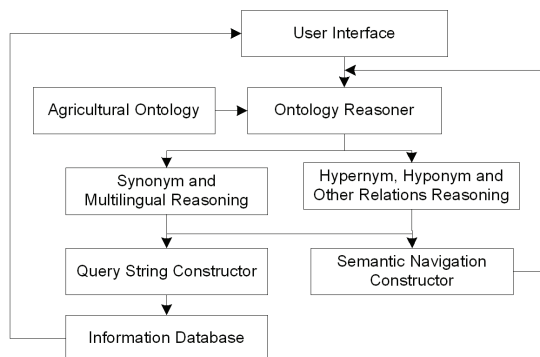 User Interface
Agricultural Ontology
Ontology Reasoner
Synonym and
Multilingual Reasoning
Hypernym, Hyponym and
Other Relations Reasoning
Query String Constructor
Semantic Navigation
Constructor
Information Database